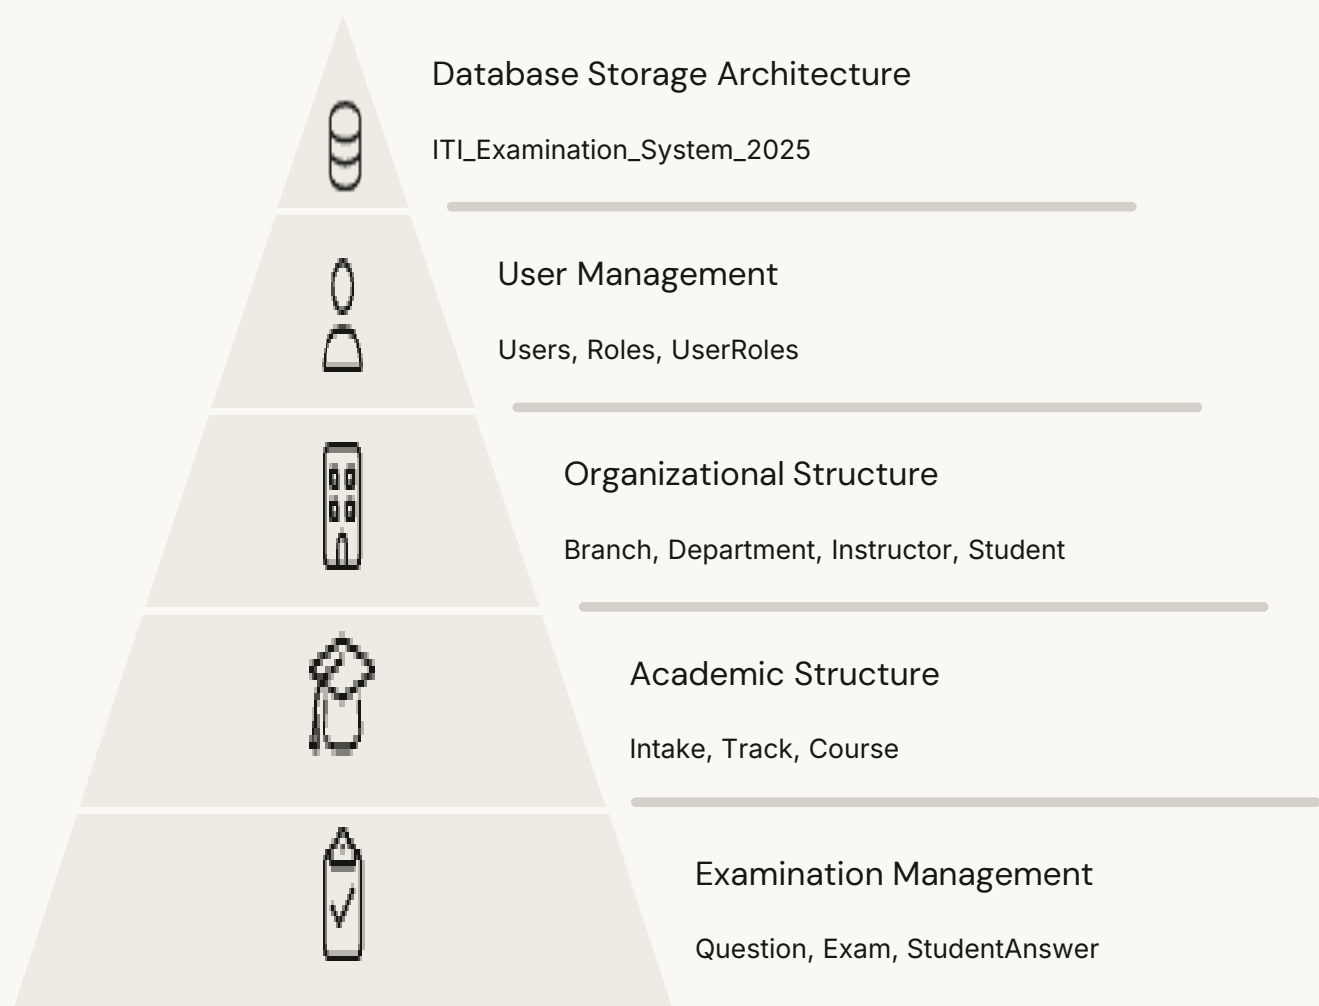 Database Storage Architecture
ITI_Examination_System_2025
User Management
Users, Roles, UserRoles
Organizational Structure
Branch, Department, Instructor, Student
Academic Structure
Intake, Track, Course
Examination Management
Question, Exam, StudentAnswer